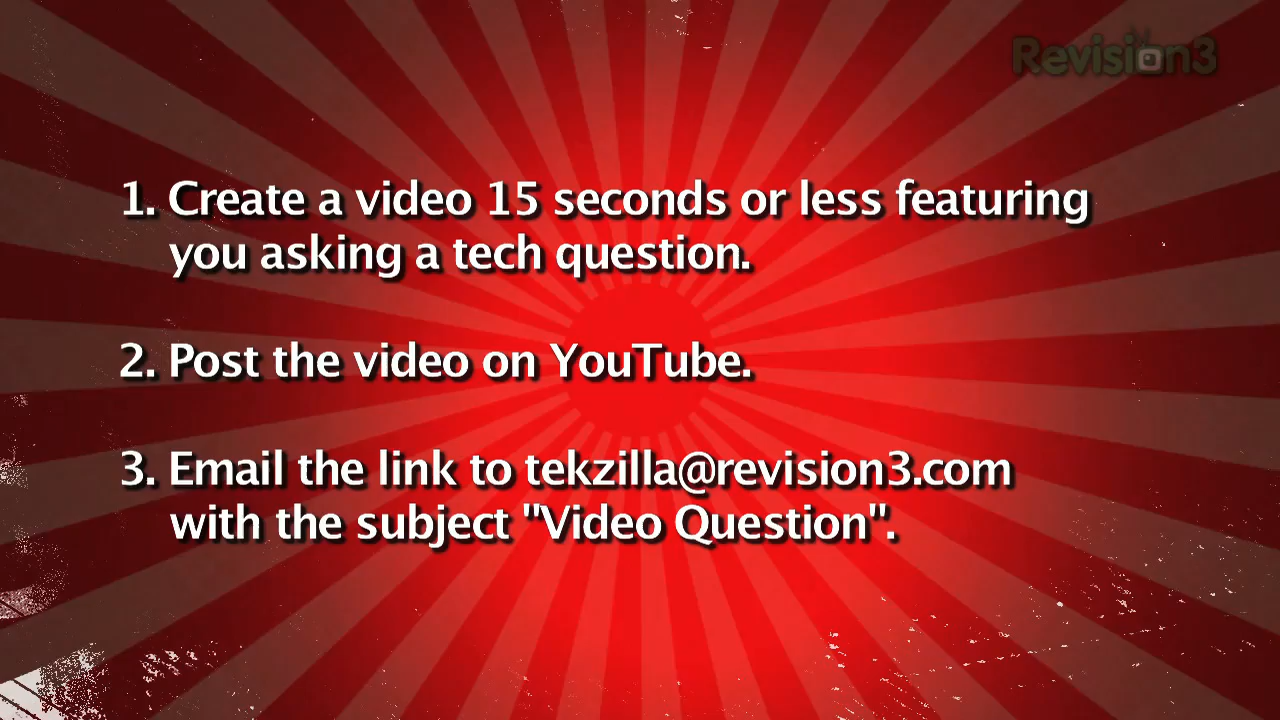 Revision3
1. Create a video 15 seconds or less featuring
you asking a tech question.
2. Post the video on YouTube.
3. Email the link to tekzilla@revision3.com
with the subject "Video Question".